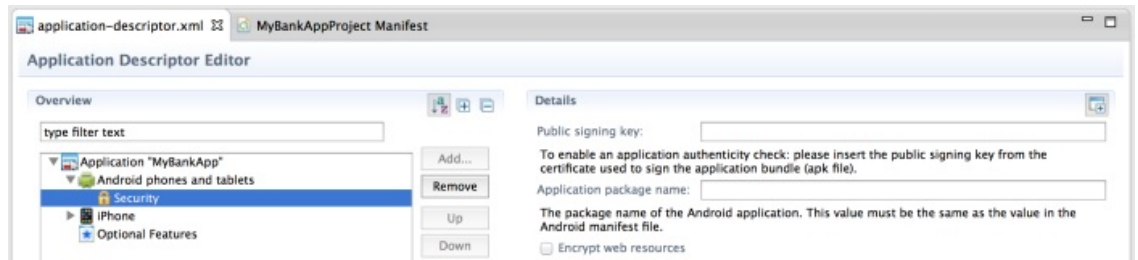 application-descriptor.xml MyBankAppProject Manifest
Application Descriptor Editor
Overview
type filter text
Application "MyBankApp"
Android phones and tablets
Security
iPhone
Optional Features
Add...
Remove
Up
Down
Details
Public signing key:
To enable an application authenticity check: please insert the public signing key from the
certificate used to sign the application bundle (apk file).
Application package name:
The package name of the Android application. This value must be the same as the value in the
Android manifest file.
Encrypt web resources